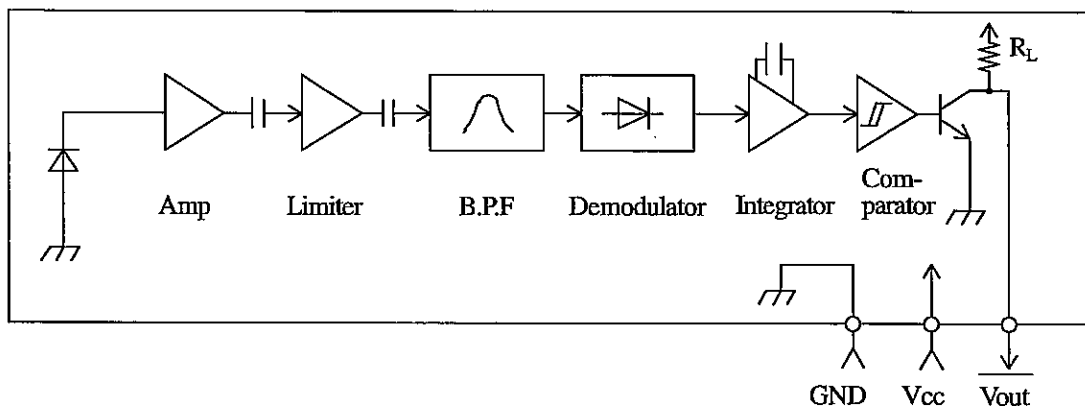 R_L
Amp
Limiter
B.P.F
Demodulator
Integrator
Com-
parator
GND
Vcc
Vout